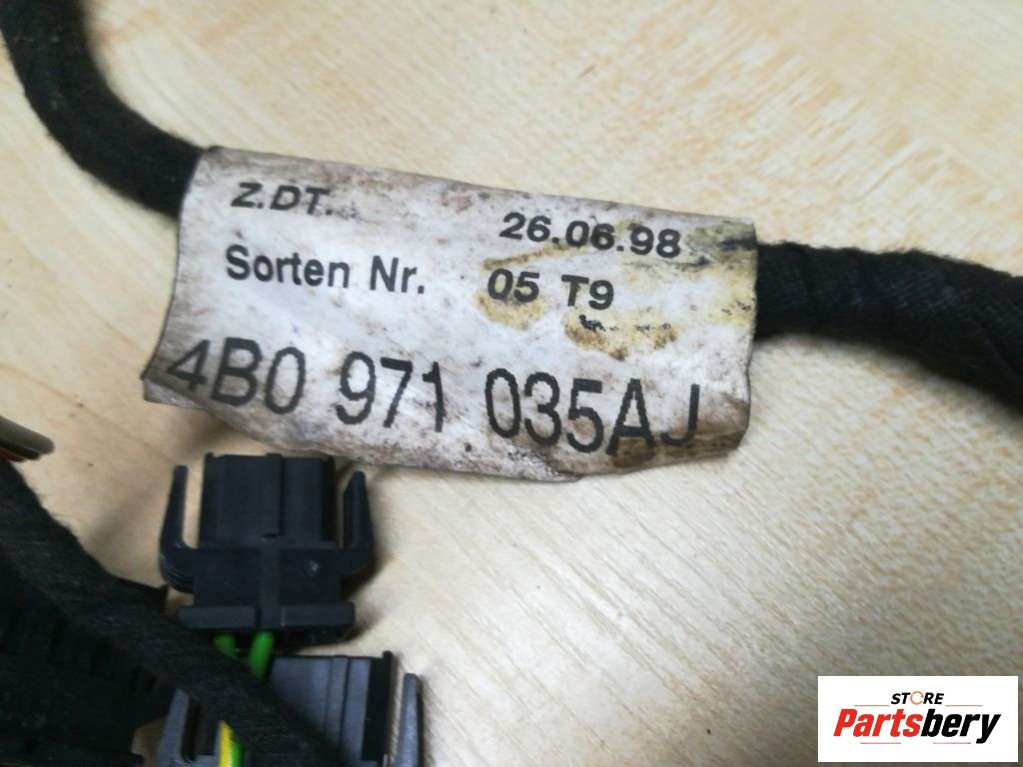 Z.DT. 26.06.98
Sorten Nr. 05 T9
4B0 971 035AJ
STORE
Partsbery